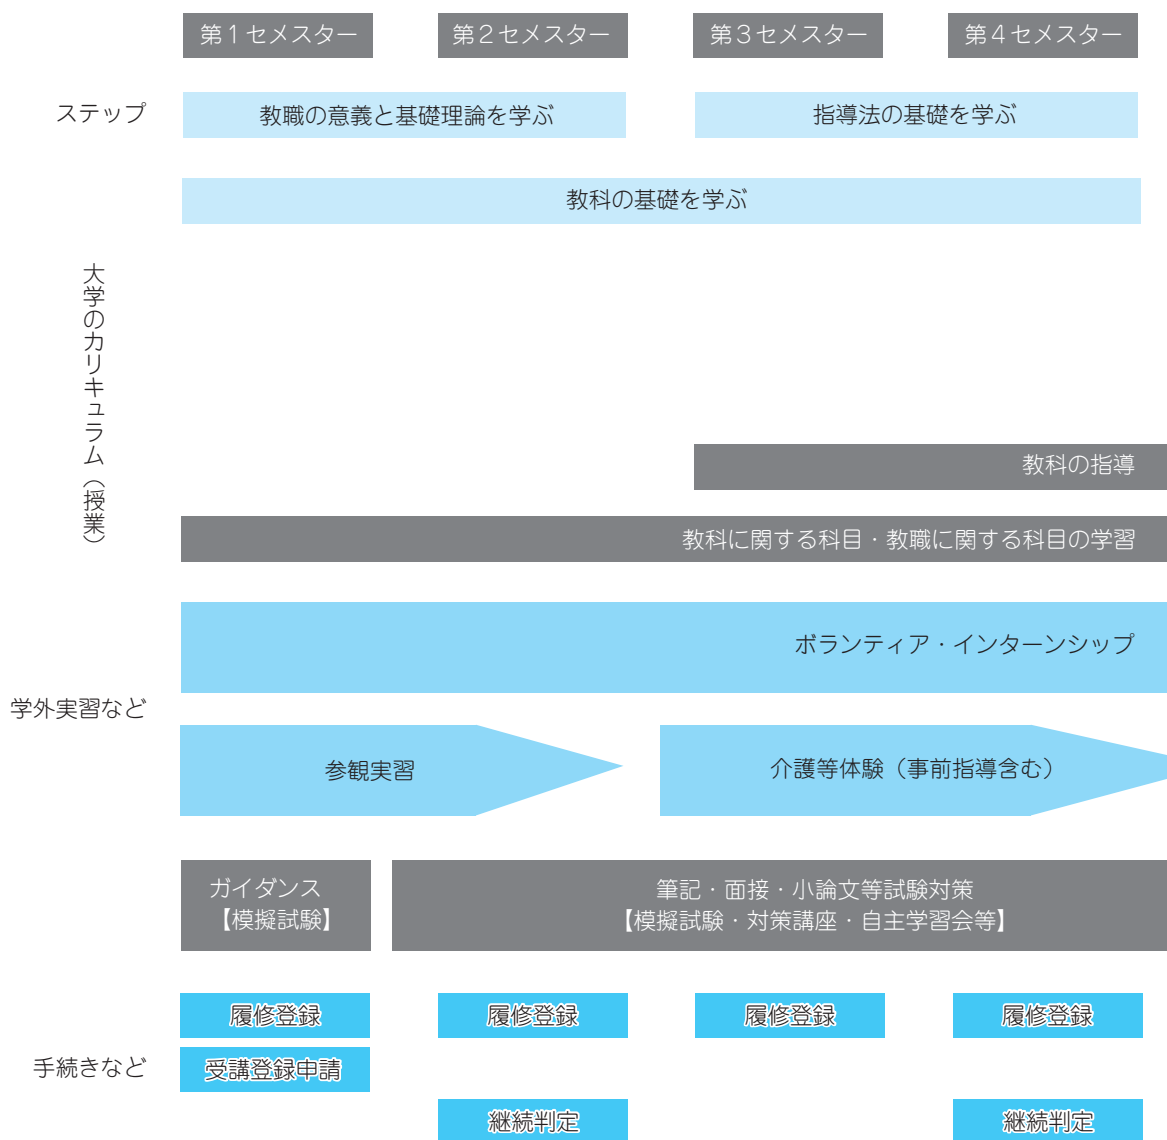 第1セメスター
第2セメスター
第3セメスター
第4セメスター
ステップ
教職の意義と基礎理論を学ぶ
指導法の基礎を学ぶ
教科の基礎を学ぶ
大学のカリキュラム（授業）
教科の指導
教科に関する科目・教職に関する科目の学習
ボランティア・インターンシップ
学外実習など
参観実習
介護等体験（事前指導含む）
ガイダンス
【模擬試験】
筆記・面接・小論文等試験対策
【模擬試験・対策講座・自主学習会等】
履修登録
履修登録
履修登録
履修登録
手続きなど
受講登録申請
継続判定
継続判定